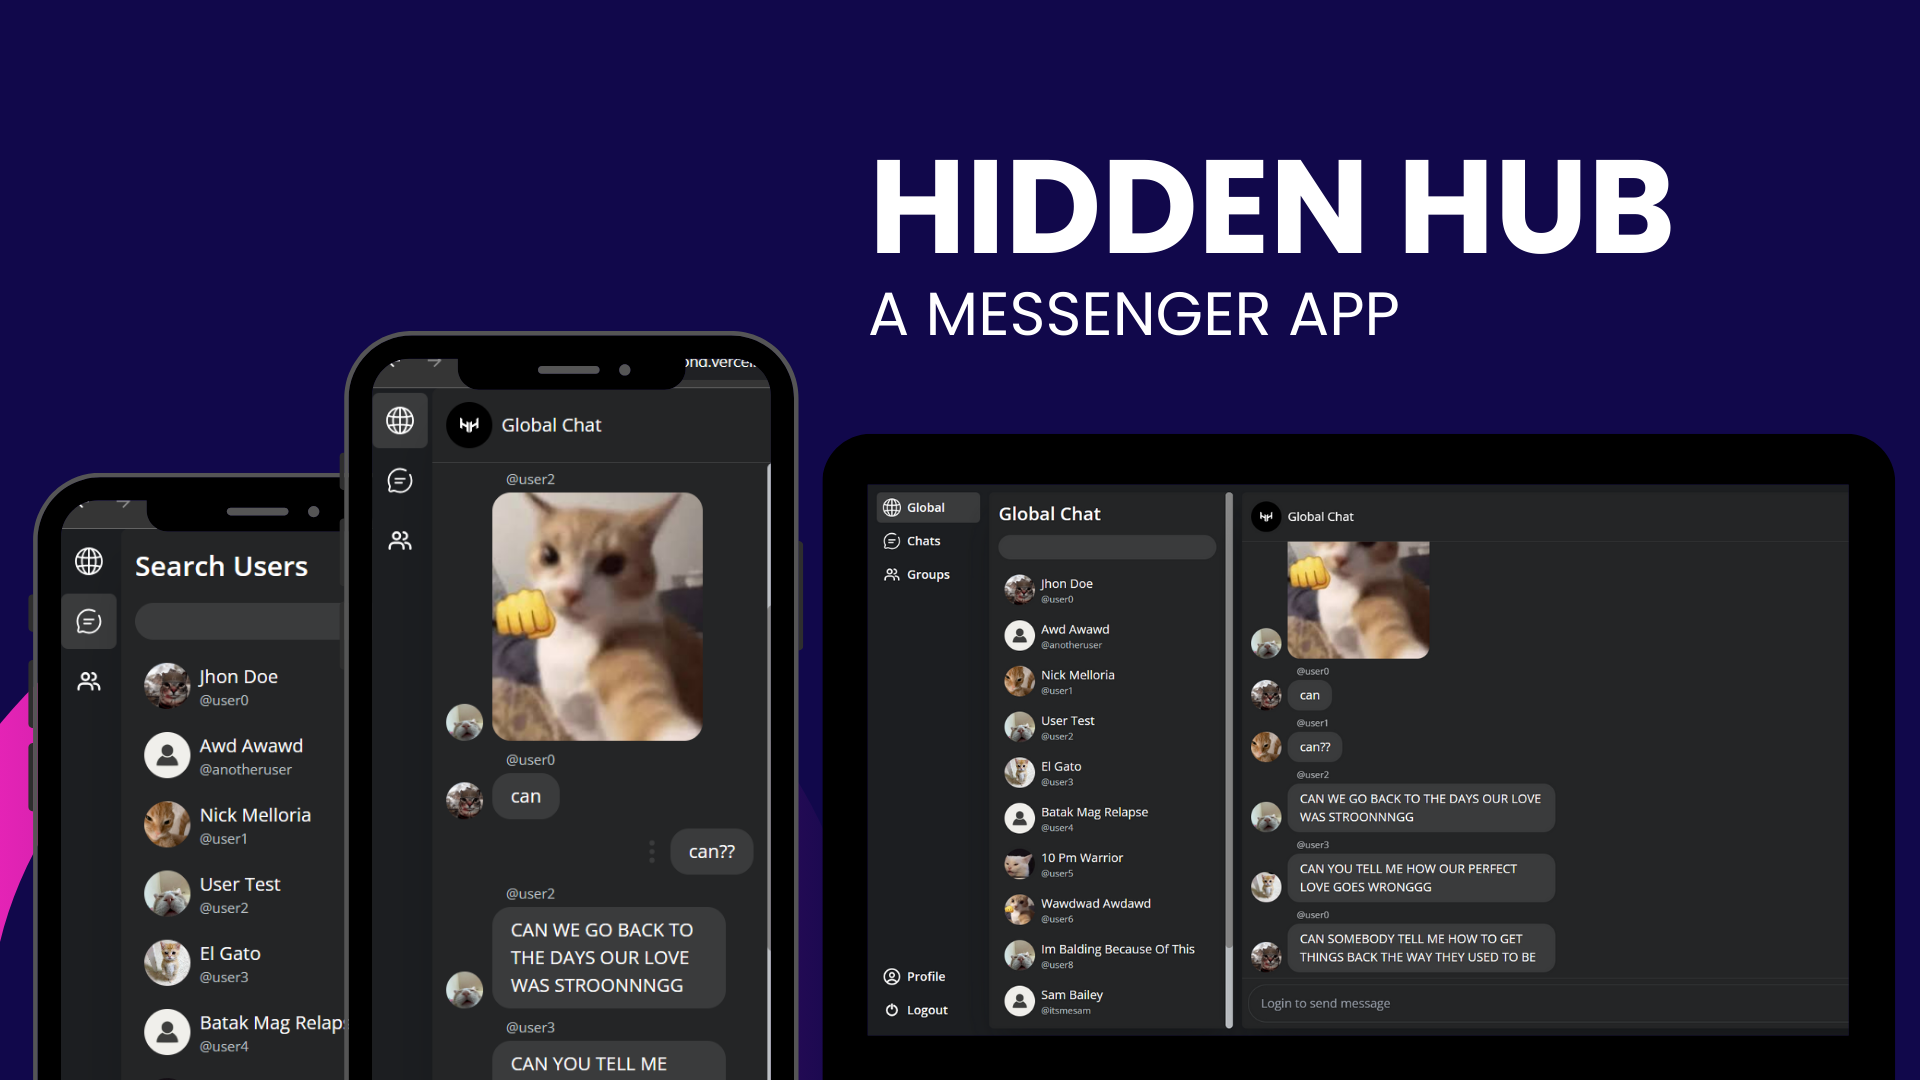 HIDDEN HUB
A MESSENGER APP
Search Users
Jhon Doe
@user0
Awd Awawd
@anotheruser
Nick Melloria
@user1
User Test
@user2
El Gato
@user3
Batak Mag Relap
@user4
Global Chat
@user2
@user0
can
can??
@user2
CAN WE GO BACK TO
THE DAYS OUR LOVE
WAS STROONNNGG
@user3
CAN YOU TELL ME
Global
Chats
Groups
Profile
Logout
Global Chat
Jhon Doe
@user0
Awd Awawd
@anotheruser
Nick Melloria
@user1
User Test
@user2
El Gato
@user3
Batak Mag Relapse
@user4
10 Pm Warrior
@user5
Wawdwad Awdawd
@user6
Im Balding Because Of This
@user8
Sam Bailey
@itsmesam
Global Chat
@user0
can
@user1
can??
@user2
CAN WE GO BACK TO THE DAYS OUR LOVE
WAS STROONNNGG
@user3
CAN YOU TELL ME HOW OUR PERFECT
LOVE GOES WRONGGG
@user0
CAN SOMEBODY TELL ME HOW TO GET
THINGS BACK THE WAY THEY USED TO BE
Login to send message